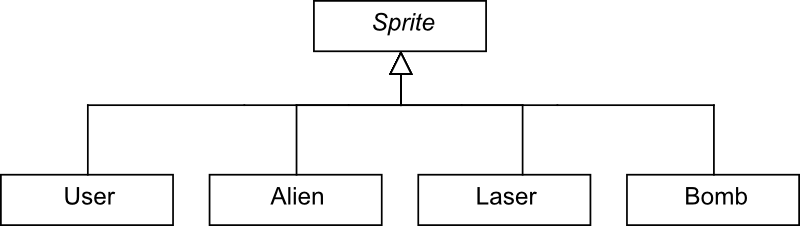 Sprite
User
Alien
Laser
Bomb